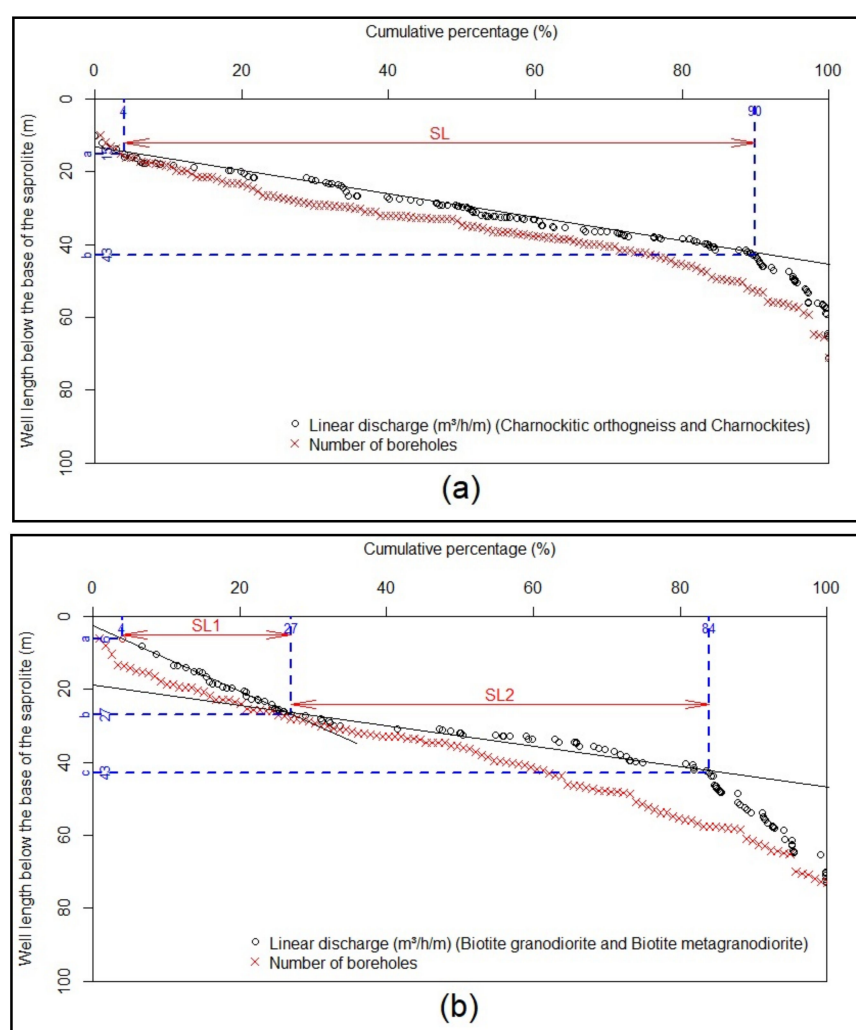 Cumulative percentage (%)
0 20 40 60 80 100
4 90
SL
0
20
40
60
80
100
a
b 43
Well length below the base of the saprolite (m)
Linear discharge (m³/h/m) (Charnockitic orthogneiss and Charnockites)
Number of boreholes
(a)
Cumulative percentage (%)
0 20 40 60 80 100
4 27 84
SL1
SL2
0
20
40
60
80
100
a 6
b 27
c 43
Well length below the base of the saprolite (m)
Linear discharge (m³/h/m) (Biotite granodiorite and Biotite metagranodiorite)
Number of boreholes
(b)